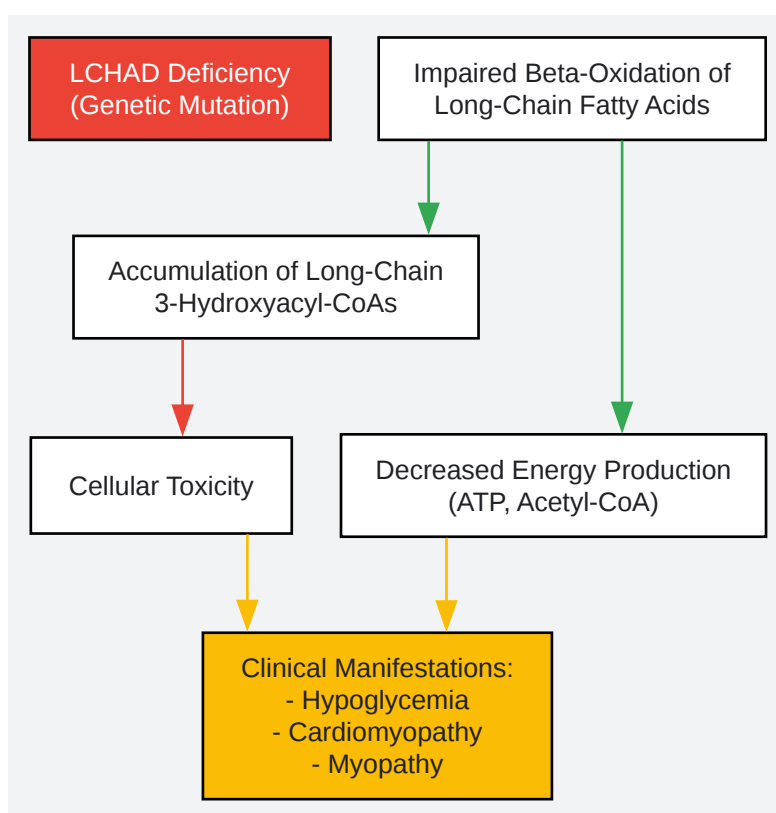 LCHAD Deficiency
(Genetic Mutation)
Impaired Beta-Oxidation of
Long-Chain Fatty Acids
Accumulation of Long-Chain
3-Hydroxyacyl-CoAs
Cellular Toxicity
Decreased Energy Production
(ATP, Acetyl-CoA)
Clinical Manifestations:
- Hypoglycemia
- Cardiomyopathy
- Myopathy